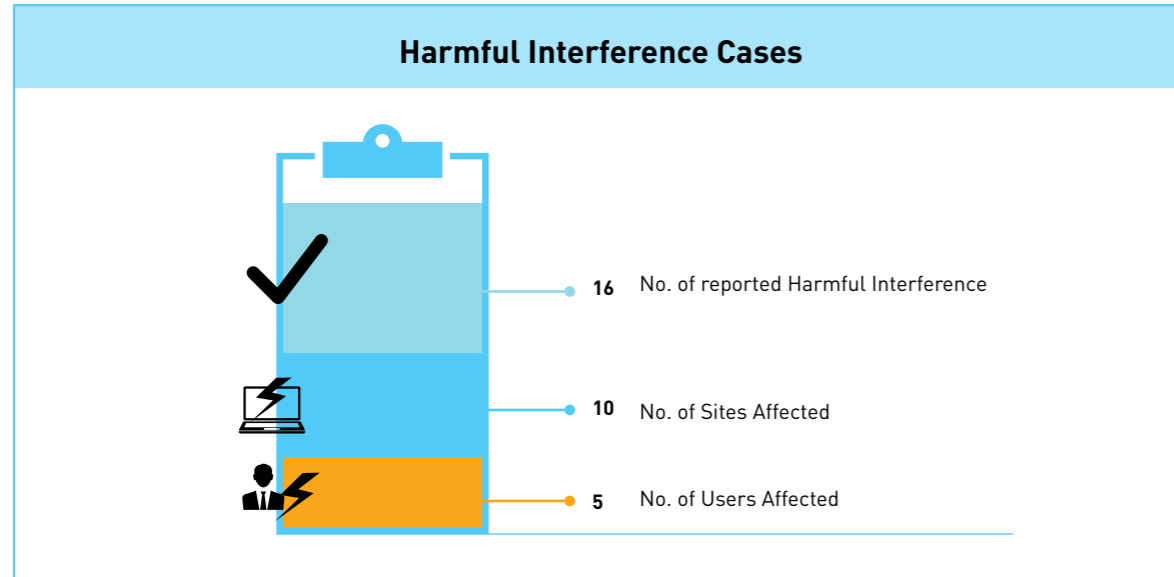 Harmful Interference Cases
16 No. of reported Harmful Interference
10 No. of Sites Affected
5 No. of Users Affected